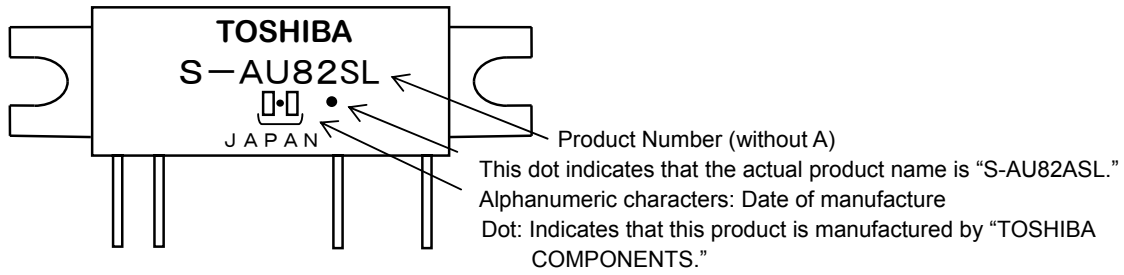 TOSHIBA
S－AU82SL
JAPAN
Product Number (without A)
This dot indicates that the actual product name is “S-AU82ASL.”
Alphanumeric characters: Date of manufacture
Dot: Indicates that this product is manufactured by “TOSHIBA
COMPONENTS.”